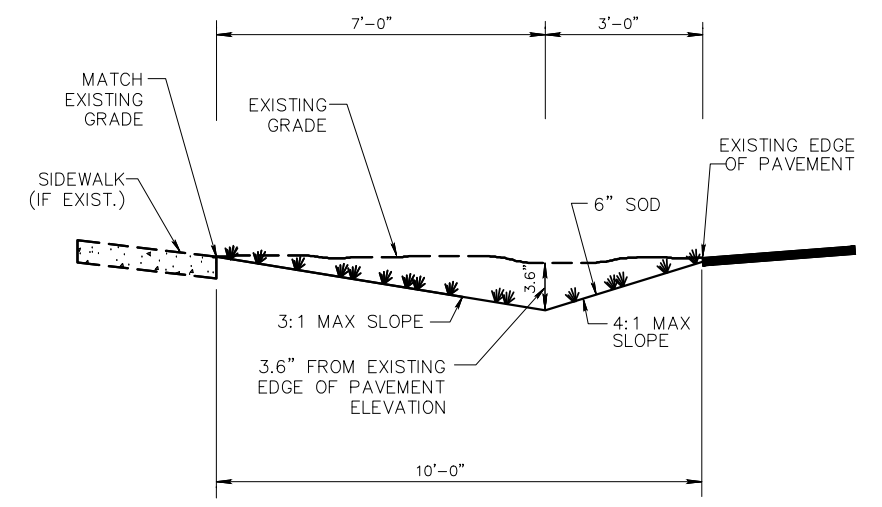 7'-0"
3'-0"
MATCH
EXISTING
GRADE
EXISTING
GRADE
EXISTING EDGE
OF PAVEMENT
SIDEWALK
(IF EXIST.)
6" SOD
3.6"
3:1 MAX SLOPE
4:1 MAX
SLOPE
3.6" FROM EXISTING
EDGE OF PAVEMENT
ELEVATION
10'-0"